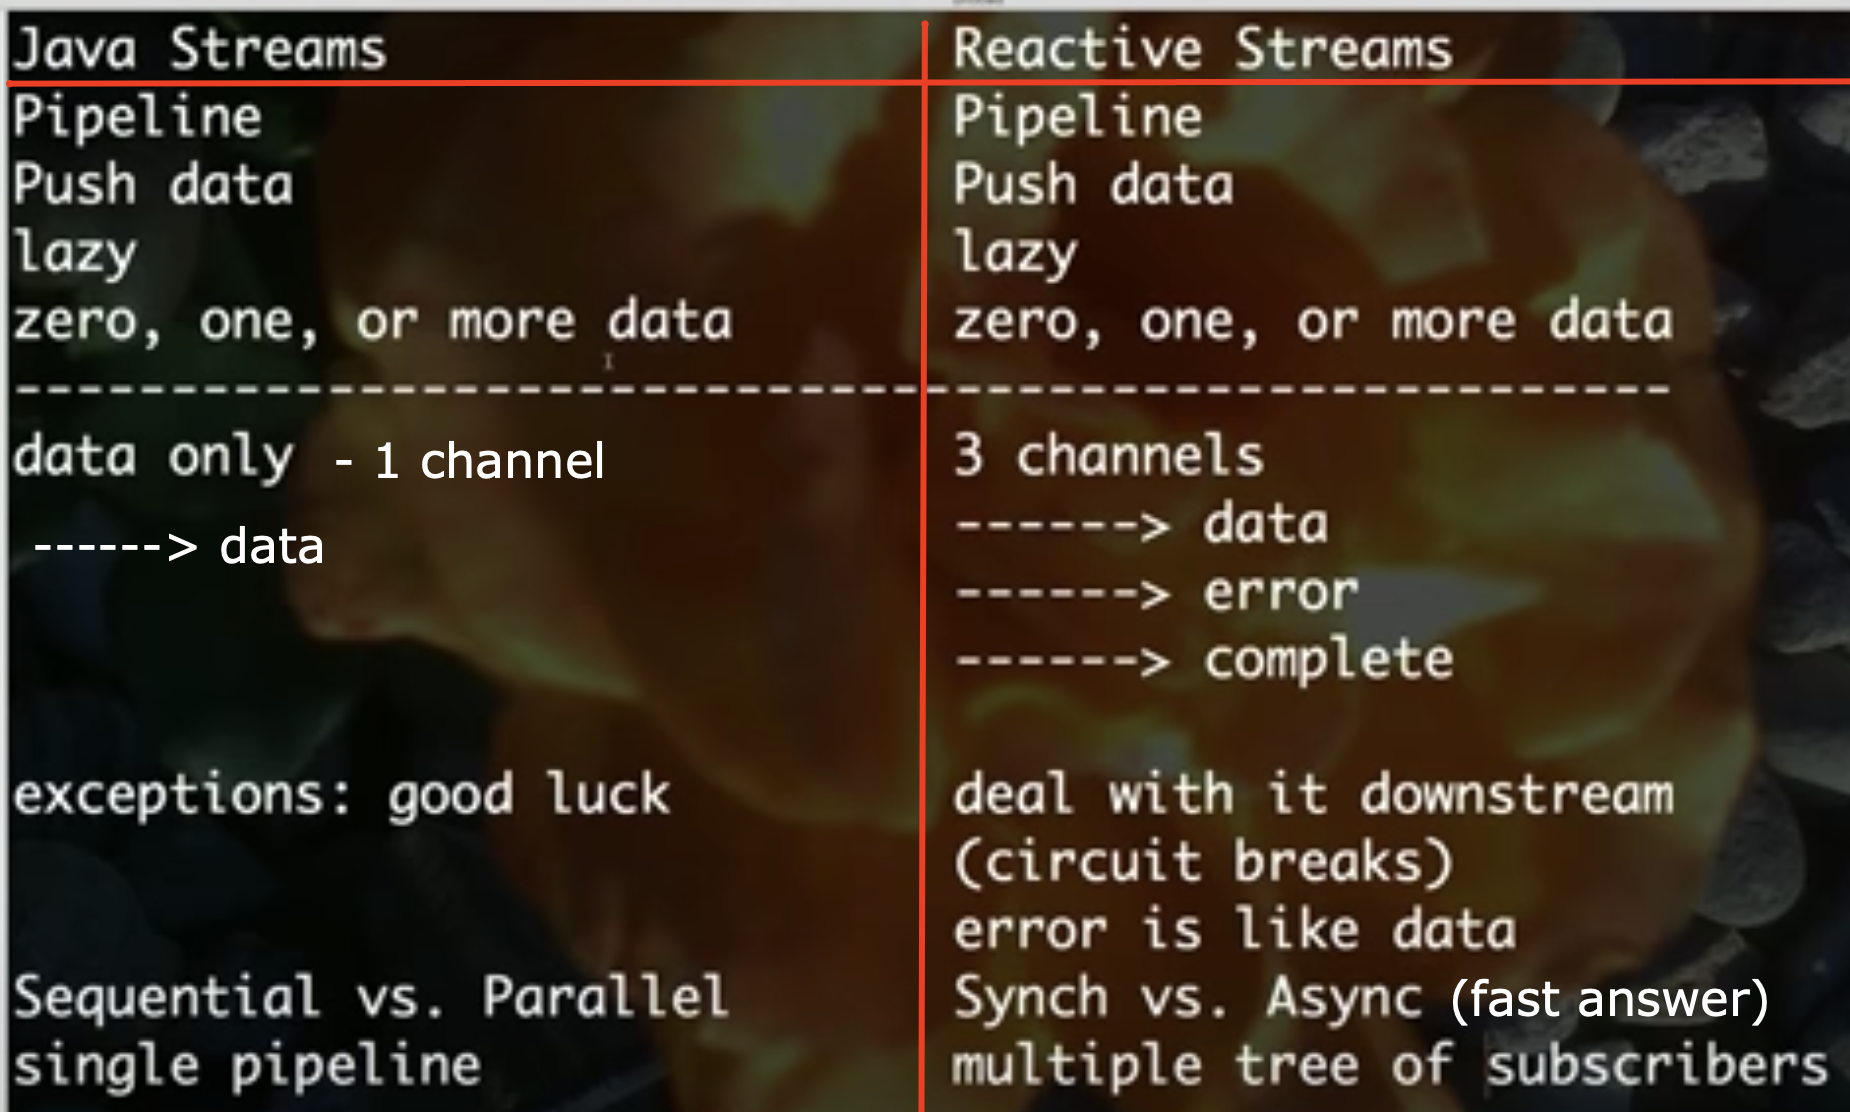 Java Streams
Pipeline
Push data
lazy
zero, one, or more data
------------------------------
data only - 1 channel
------> data
exceptions: good luck
Sequential vs. Parallel
single pipeline
Reactive Streams
Pipeline
Push data
lazy
zero, one, or more data
------------------------
3 channels
------> data
------> error
------> complete
deal with it downstream
(circuit breaks)
error is like data
Synch vs. Async (fast answer)
multiple tree of subscribers